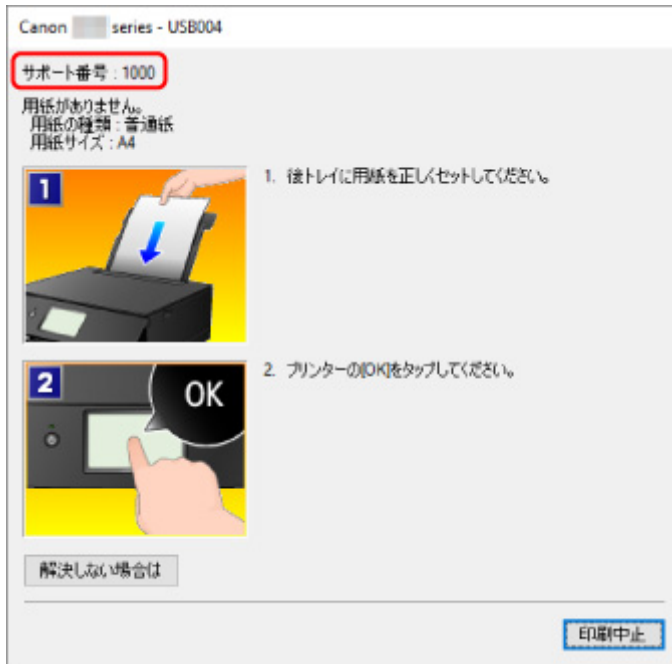 Canon series - USB004
サポート番号 : 1000
用紙がありません。
用紙の種類 : 普通紙
用紙サイズ : A4
1
1. 後トレイに用紙を正しくセットしてください。
2
OK
2. プリンターの[OK]をタップしてください。
解決しない場合は
印刷中止